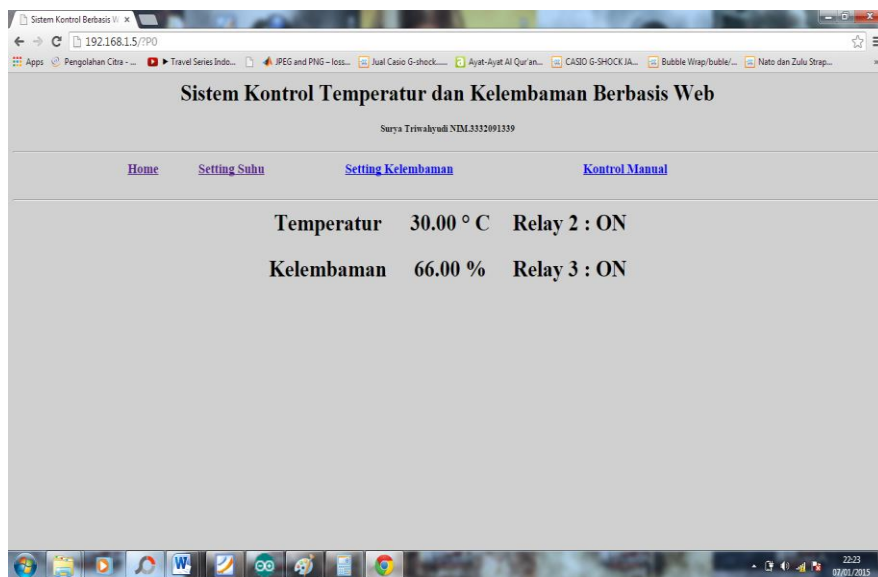 Sistem Kontrol Berbasis W
192.168.1.5/?P0
Apps Pengolahan Citra - ... Travel Series Indo... JPEG and PNG – loss... Jual Casio G-shock..... Ayat-Ayat Al Qur'an... CASIO G-SHOCK JA... Bubble Wrap/buble/... Nato dan Zulu Strap...
Sistem Kontrol Temperatur dan Kelembaman Berbasis Web
Surya Triwahyudi NIM.3332091339
Home Setting Suhu Setting Kelembaman Kontrol Manual
Temperatur 30.00 ° C Relay 2 : ON
Kelembaman 66.00 % Relay 3 : ON
22:23
07/01/2015